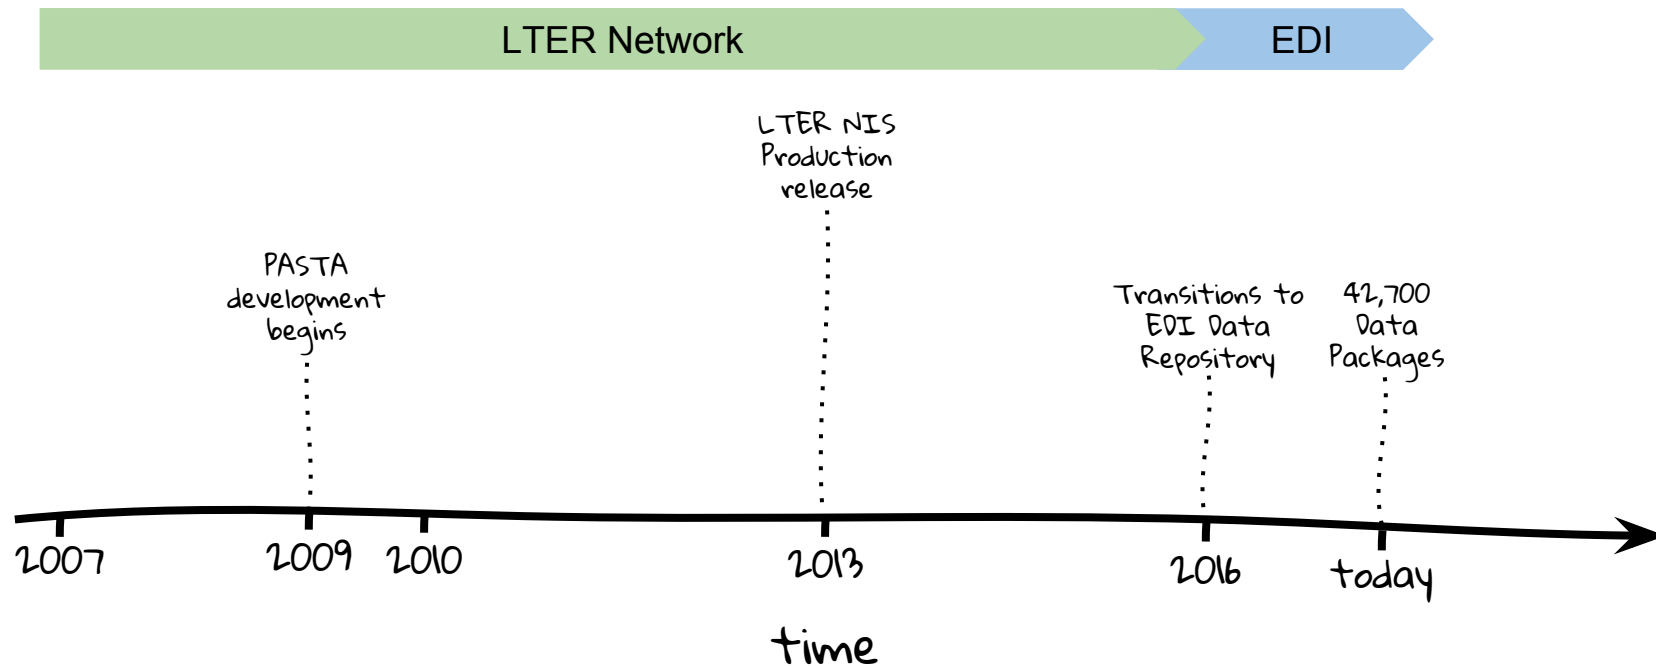 LTER Network
EDI
LTER NIS
Production
release
PASTA
development
begins
Transitions to
EDI Data
Repository
42,700
Data
Packages
2007
2009
2010
2013
2016
today
time